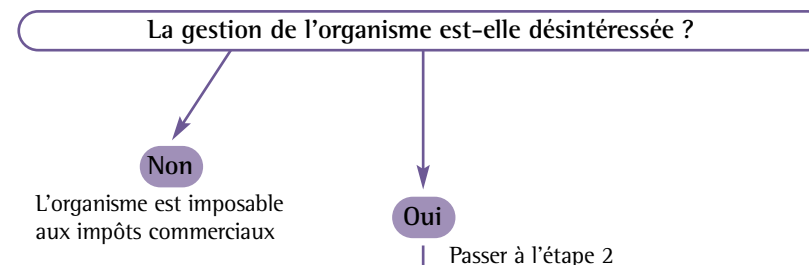 La gestion de l'organisme est-elle désintéressée ?
Non
L'organisme est imposable
aux impôts commerciaux
Oui
Passer à l'étape 2